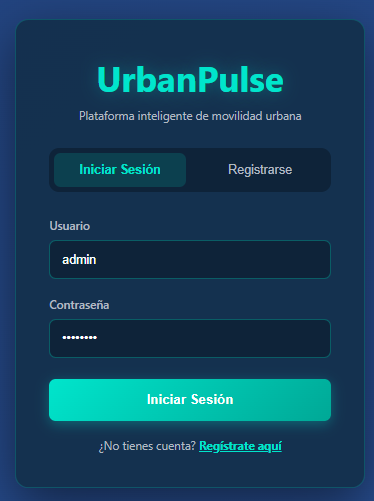 UrbanPulse
Plataforma inteligente de movilidad urbana
Iniciar Sesión Registrarse
Usuario
admin
Contraseña
••••••••
Iniciar Sesión
¿No tienes cuenta? Regístrate aquí